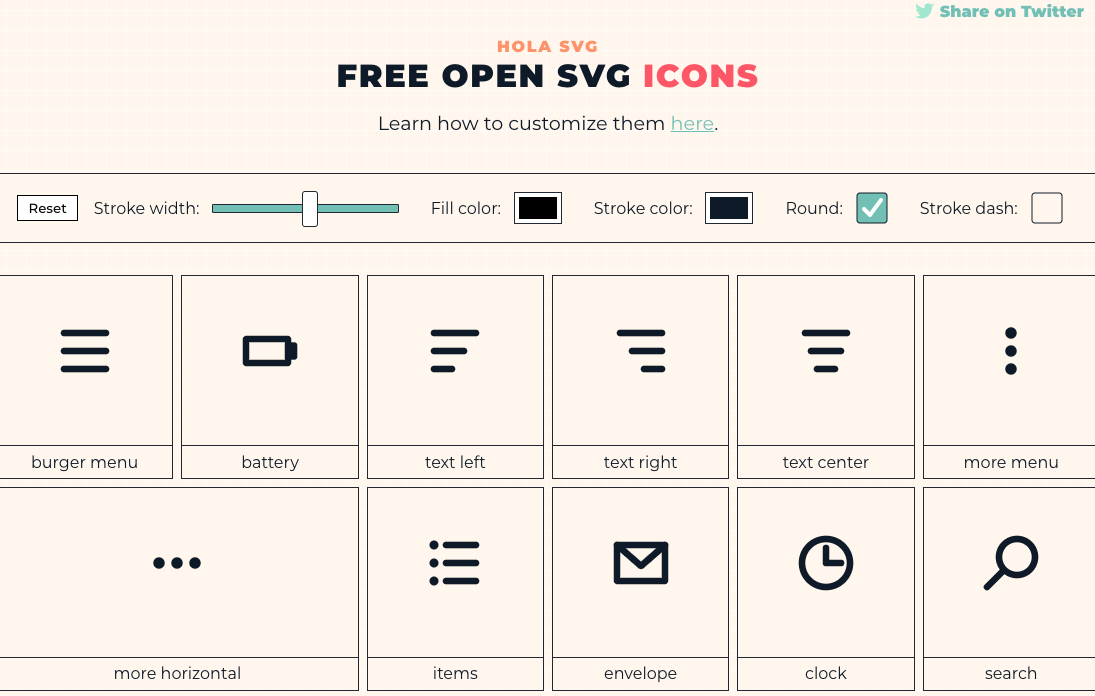 Share on Twitter
HOLA SVG
FREE OPEN SVG ICONS
Learn how to customize them here.
Reset Stroke width: Fill color: Stroke color: Round: Stroke dash:
burger menu battery text left text right text center more menu
more horizontal items envelope clock search